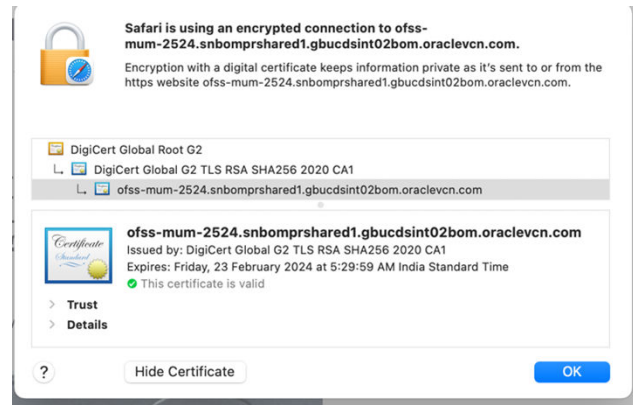 Safari is using an encrypted connection to ofss-
mum-2524.snbomprshared1.gbucdsint02bom.oraclevcn.com.
Encryption with a digital certificate keeps information private as it's sent to or from the
https website ofss-mum-2524.snbomprshared1.gbucdsint02bom.oraclevcn.com.
DigiCert Global Root G2
DigiCert Global G2 TLS RSA SHA256 2020 CA1
ofss-mum-2524.snbomprshared1.gbucdsint02bom.oraclevcn.com
Certificate
Standard
ofss-mum-2524.snbomprshared1.gbucdsint02bom.oraclevcn.com
Issued by: DigiCert Global G2 TLS RSA SHA256 2020 CA1
Expires: Friday, 23 February 2024 at 5:29:59 AM India Standard Time
This certificate is valid
Trust
Details
?
Hide Certificate
OK